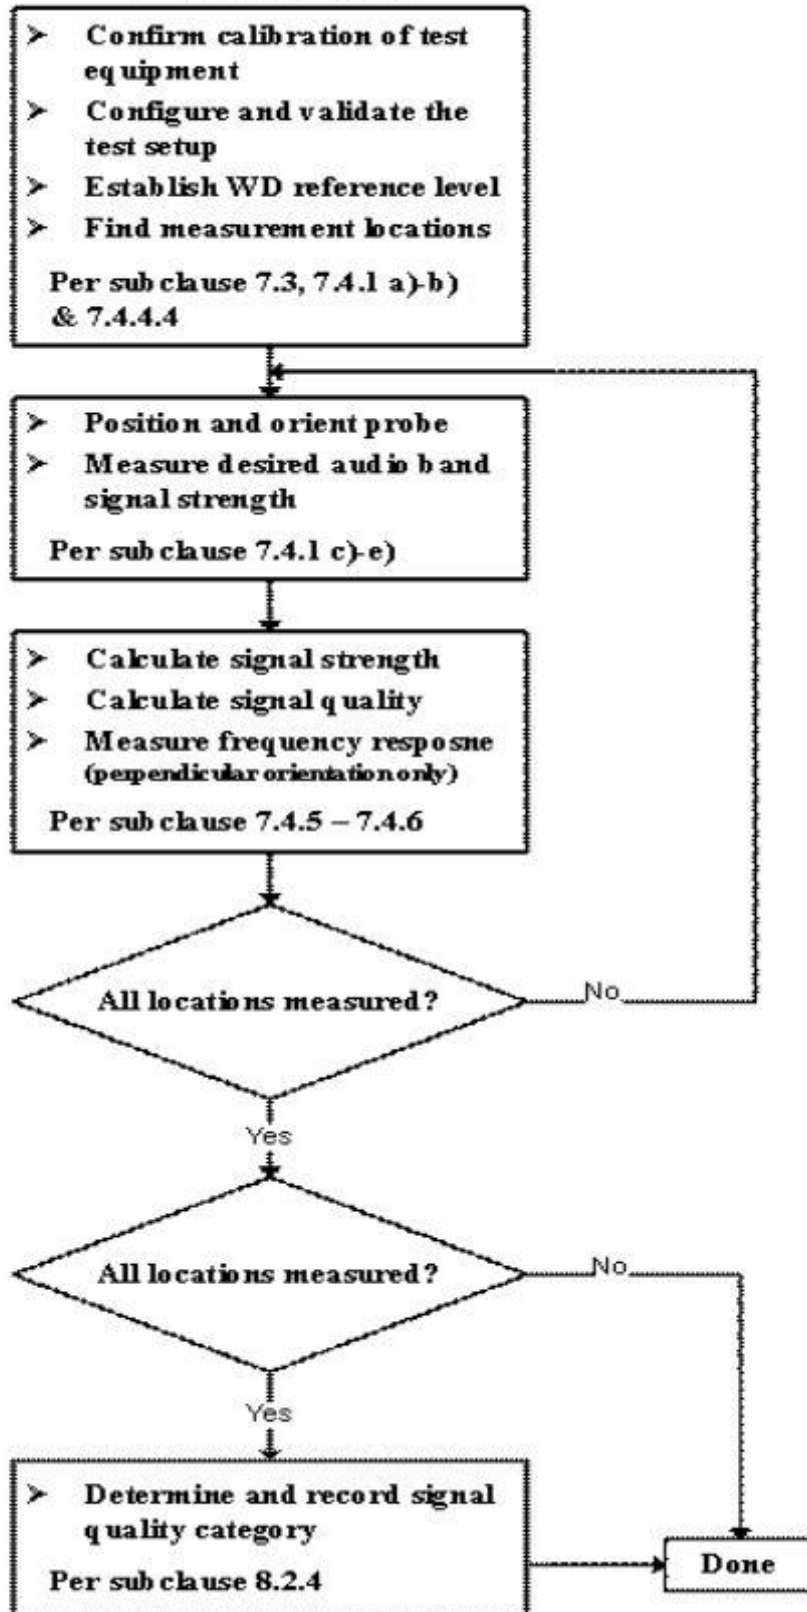 ➢ Confirm calibration of test
equipment
➢ Configure and validate the
test setup
➢ Establish WD reference level
➢ Find measurement locations
Per subclause 7.3, 7.4.1 a)-b)
& 7.4.4.4
➢ Position and orient probe
➢ Measure desired audio band
signal strength
Per subclause 7.4.1 c)-e)
➢ Calculate signal strength
➢ Calculate signal quality
➢ Measure frequency resposne
(perpendicular orientation only)
Per subclause 7.4.5 – 7.4.6
All locations measured?
No
Yes
All locations measured?
No
Yes
➢ Determine and record signal
quality category
Per subclause 8.2.4
Done